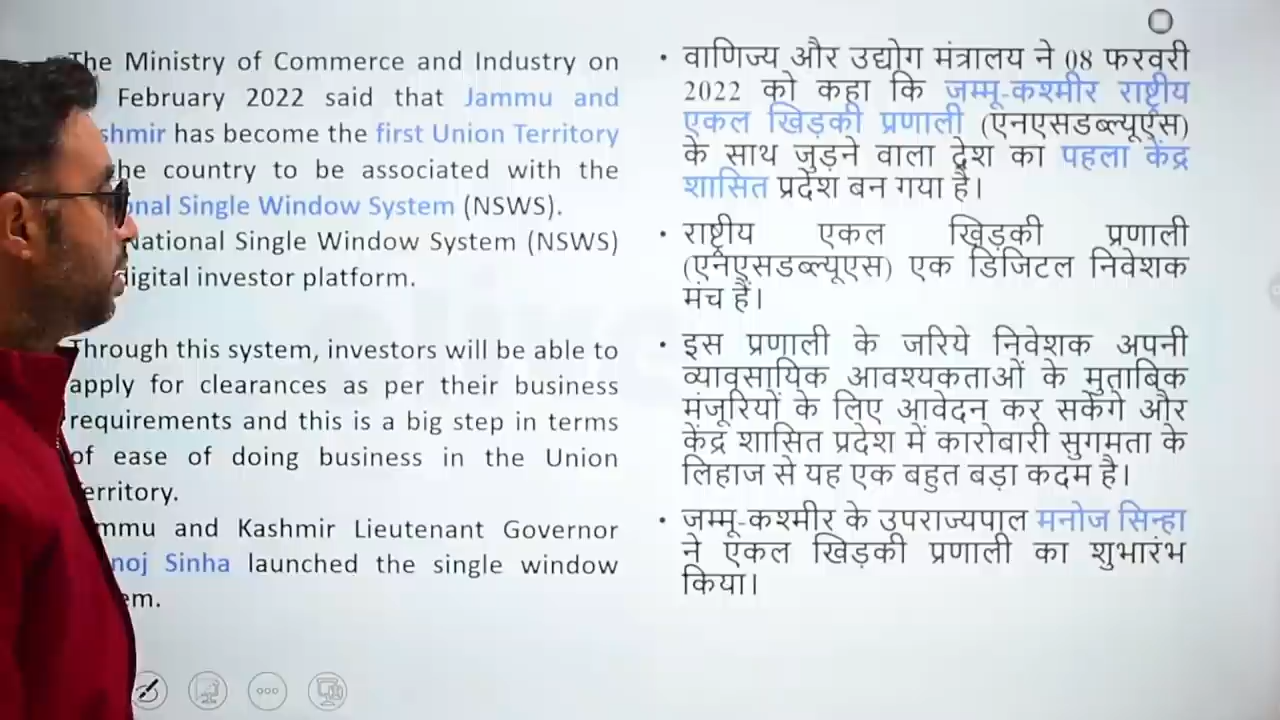 The Ministry of Commerce and Industry on
February 2022 said that Jammu and
has become the first Union Territory
the country to be associated with the
Single Window System (NSWS).
National Single Window System (NSWS)
digital investor platform.
Through this system, investors will be able to
apply for clearances as per their business
requirements and this is a big step in terms
of ease of doing business in the Union
erritory.
and Kashmir Lieutenant Governor
Sinha launched the single window
• वाणिज्य और उद्योग मंत्रालय ने 08 फरवरी
2022 को कहा कि जम्मू-कश्मीर राष्ट्रीय
एकल खिड़की प्रणाली (एनएसडब्ल्यूएस)
के साथ जुड़ने वाला देश का पहला केंद्र
शासित प्रदेश बन गया है।
• राष्ट्रीय एकल खिड़की प्रणाली
(एनएसडब्ल्यूएस) एक डिजिटल निवेशक
मंच हैं।
• इस प्रणाली के जरिये निवेशक अपनी
व्यावसायिक आवश्यकताओं के मुताबिक
मंजूरियों के लिए आवेदन कर सकेंगे और
केंद्र शासित प्रदेश में कारोबारी सुगमता के
लिहाज से यह एक बहुत बड़ा कदम है।
• जम्मू-कश्मीर के उपराज्यपाल मनोज सिन्हा
ने एकल खिड़की प्रणाली का शुभारंभ
किया।